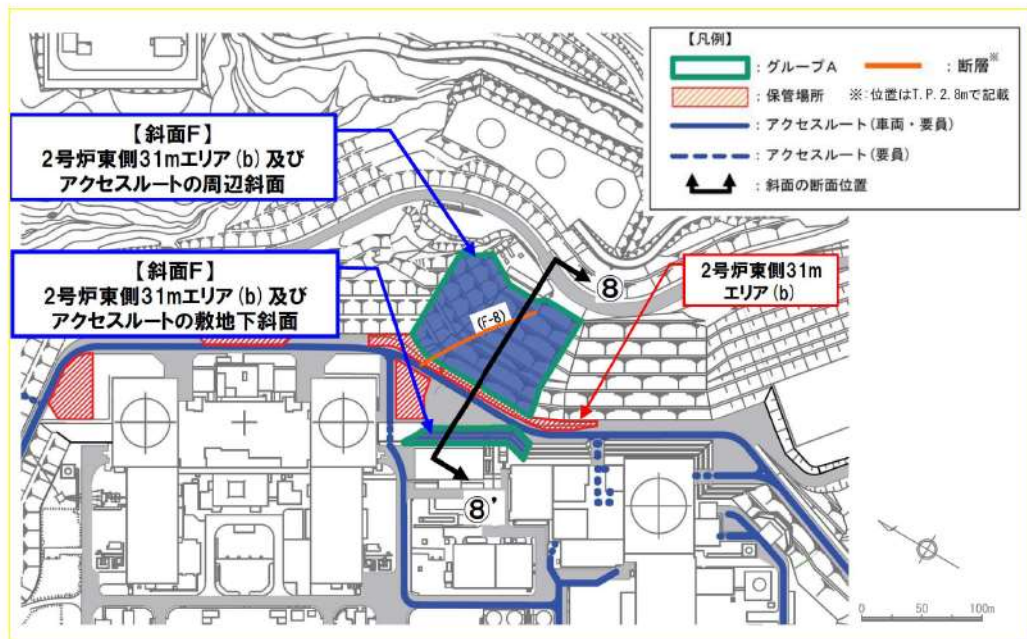 【凡例】
:グループA
:断層※
:保管場所
※:位置はT.P.2.8mで記載
:アクセスルート(車両・要員)
:アクセスルート(要員)
:斜面の断面位置
【斜面F】
2号炉東側31mエリア(b)及び
アクセスルートの周辺斜面
【斜面F】
2号炉東側31mエリア(b)及び
アクセスルートの敷地下斜面
2号炉東側31m
エリア(b)
⑧
(F-8)
⑧'
0 50 100m